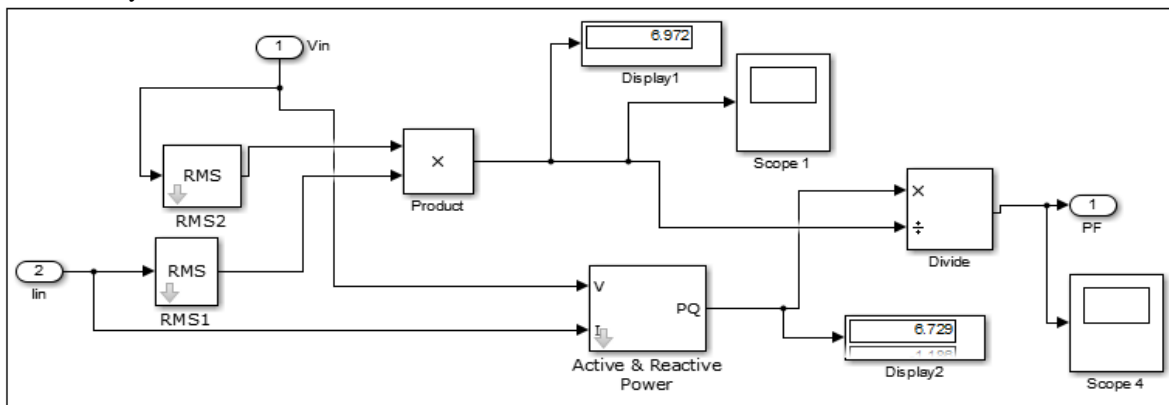 1
Vin
6.972
Display1
Scope 1
RMS
RMS2
×
Product
×
÷
Divide
1
PF
2
Iin
RMS
RMS1
V
I
PQ
Active & Reactive
Power
6.729
Display2
Scope 4